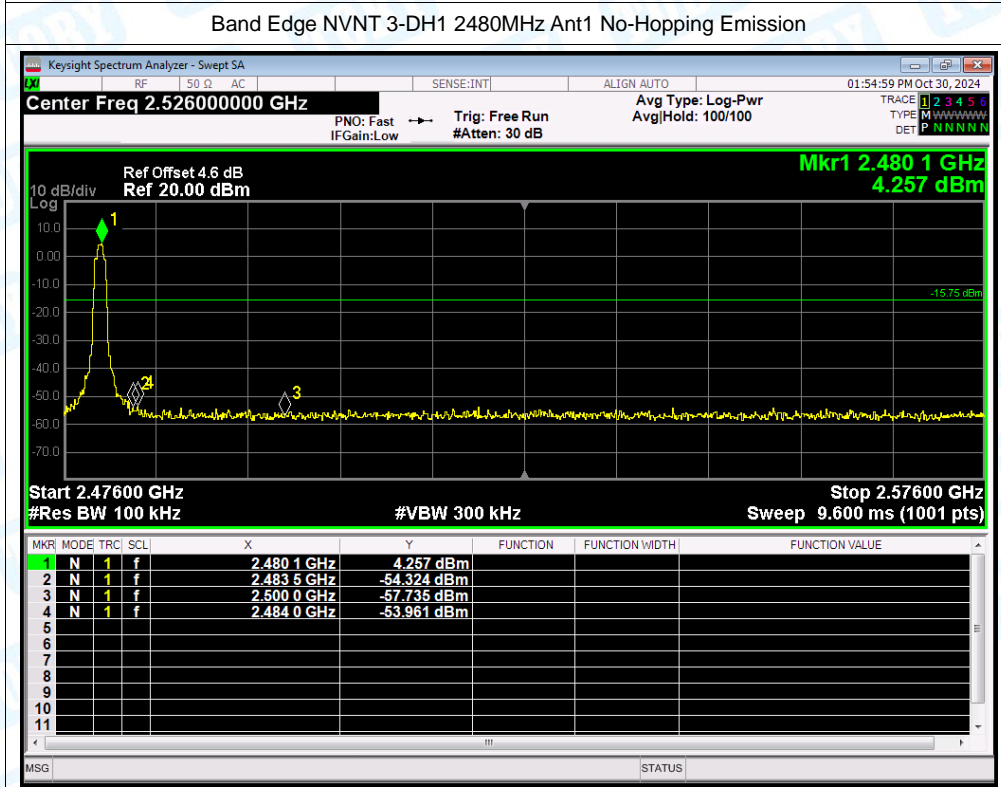 Band Edge NVNT 3-DH1 2480MHz Ant1 No-Hopping Emission
Keysight Spectrum Analyzer - Swept SA
LXI RF 50 Ω AC SENSE:INT ALIGN AUTO 01:54:59 PM Oct 30, 2024
Center Freq 2.526000000 GHz
PNO: Fast
IFGain:Low
Trig: Free Run
#Atten: 30 dB
Avg Type: Log-Pwr
Avg|Hold: 100/100
TRACE 1 2 3 4 5 6
TYPE M W W W W W
DET P N N N N N
Mkr1 2.480 1 GHz
4.257 dBm
Ref Offset 4.6 dB
10 dB/div Ref 20.00 dBm
Log
1
10.0
0.00
-10.0
-15.75 dBm
-20.0
-30.0
-40.0
2 4
3
-50.0
-60.0
-70.0
Start 2.47600 GHz Stop 2.57600 GHz
#Res BW 100 kHz #VBW 300 kHz Sweep 9.600 ms (1001 pts)
MKR MODE TRC SCL X Y FUNCTION FUNCTION WIDTH FUNCTION VALUE
1 N 1 f 2.480 1 GHz 4.257 dBm
2 N 1 f 2.483 5 GHz -54.324 dBm
3 N 1 f 2.500 0 GHz -57.735 dBm
4 N 1 f 2.484 0 GHz -53.961 dBm
5
6
7
8
9
10
11
MSG STATUS